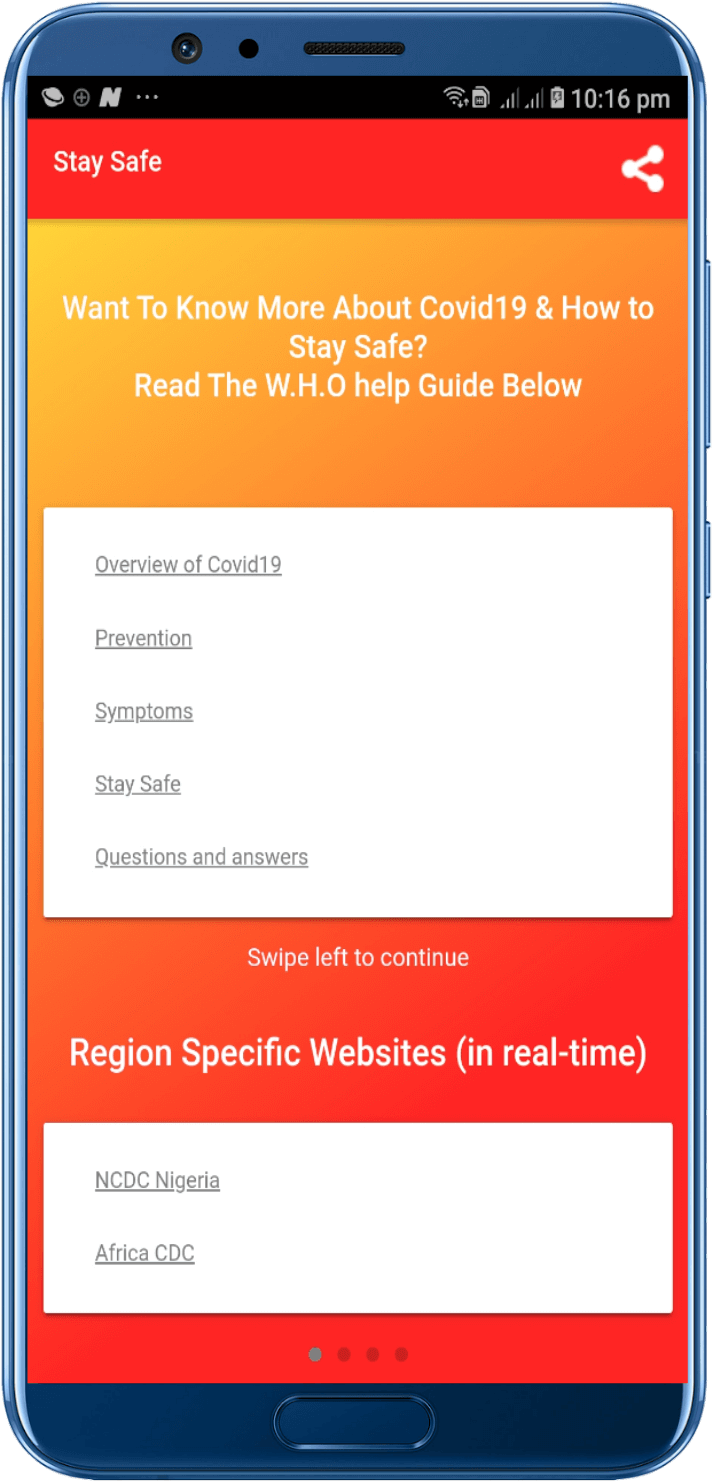 10:16 pm
Stay Safe
Want To Know More About Covid19 & How to
Stay Safe?
Read The W.H.O help Guide Below
Overview of Covid19
Prevention
Symptoms
Stay Safe
Questions and answers
Swipe left to continue
Region Specific Websites (in real-time)
NCDC Nigeria
Africa CDC